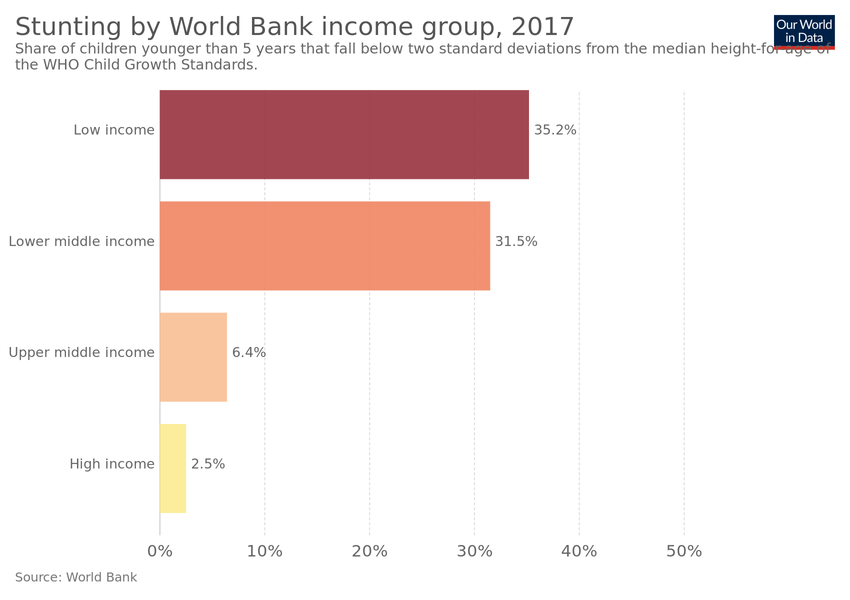 Stunting by World Bank income group, 2017
Our World
in Data
Share of children younger than 5 years that fall below two standard deviations from the median height-for age of
the WHO Child Growth Standards.
Low income
35.2%
Lower middle income
31.5%
Upper middle income
6.4%
High income
2.5%
0% 10% 20% 30% 40% 50%
Source: World Bank